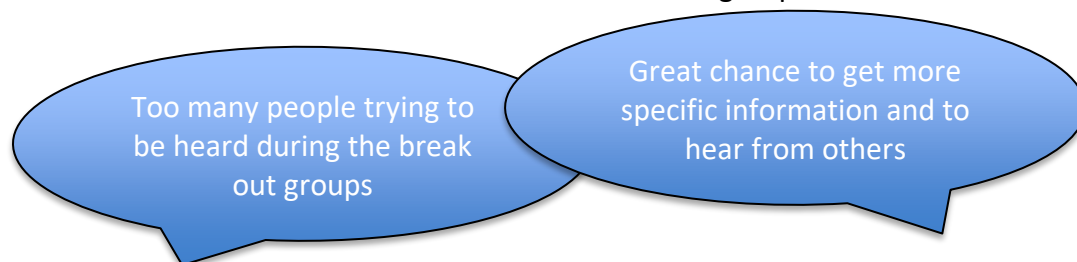 Too many people trying to
be heard during the break
out groups
Great chance to get more
specific information and to
hear from others